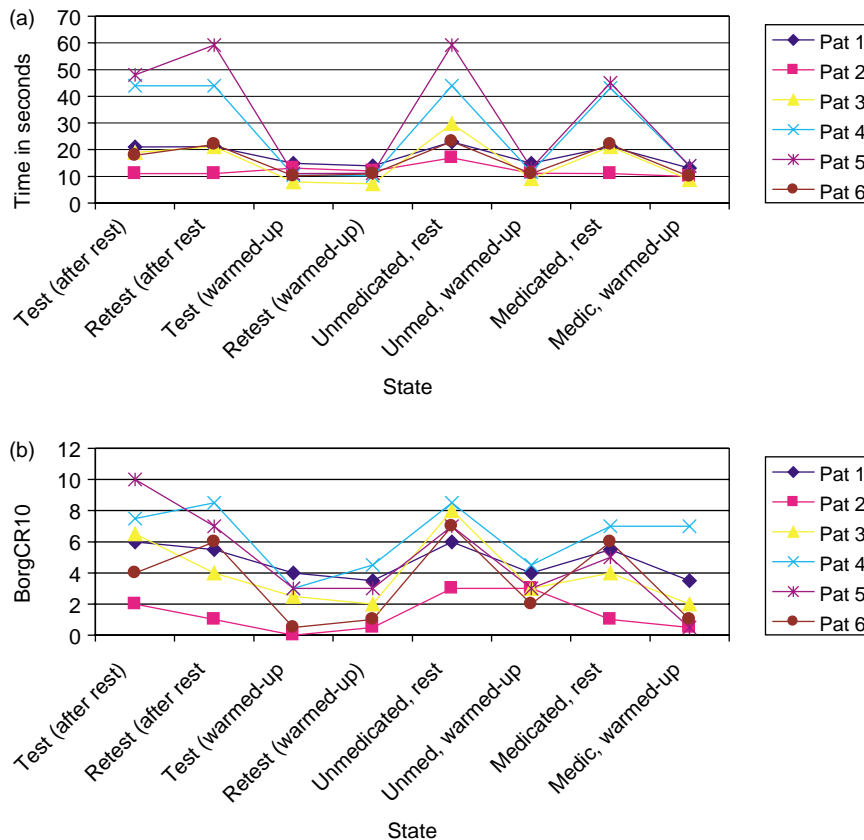 (a)
Time in seconds
70
60
50
40
30
20
10
0
Test (after rest)
Retest (after rest
Test (warmed-up
Retest (warmed-up)
Unmedicated, rest
Unmed, warmed-up
Medicated, rest
Medic, warmed-up
State
Pat 1
Pat 2
Pat 3
Pat 4
Pat 5
Pat 6
(b)
BorgCR10
12
10
8
6
4
2
0
Test (after rest)
Retest (after rest
Test (warmed-up
Retest (warmed-up)
Unmedicated, rest
Unmed, warmed-up
Medicated, rest
Medic, warmed-up
State
Pat 1
Pat 2
Pat 3
Pat 4
Pat 5
Pat 6